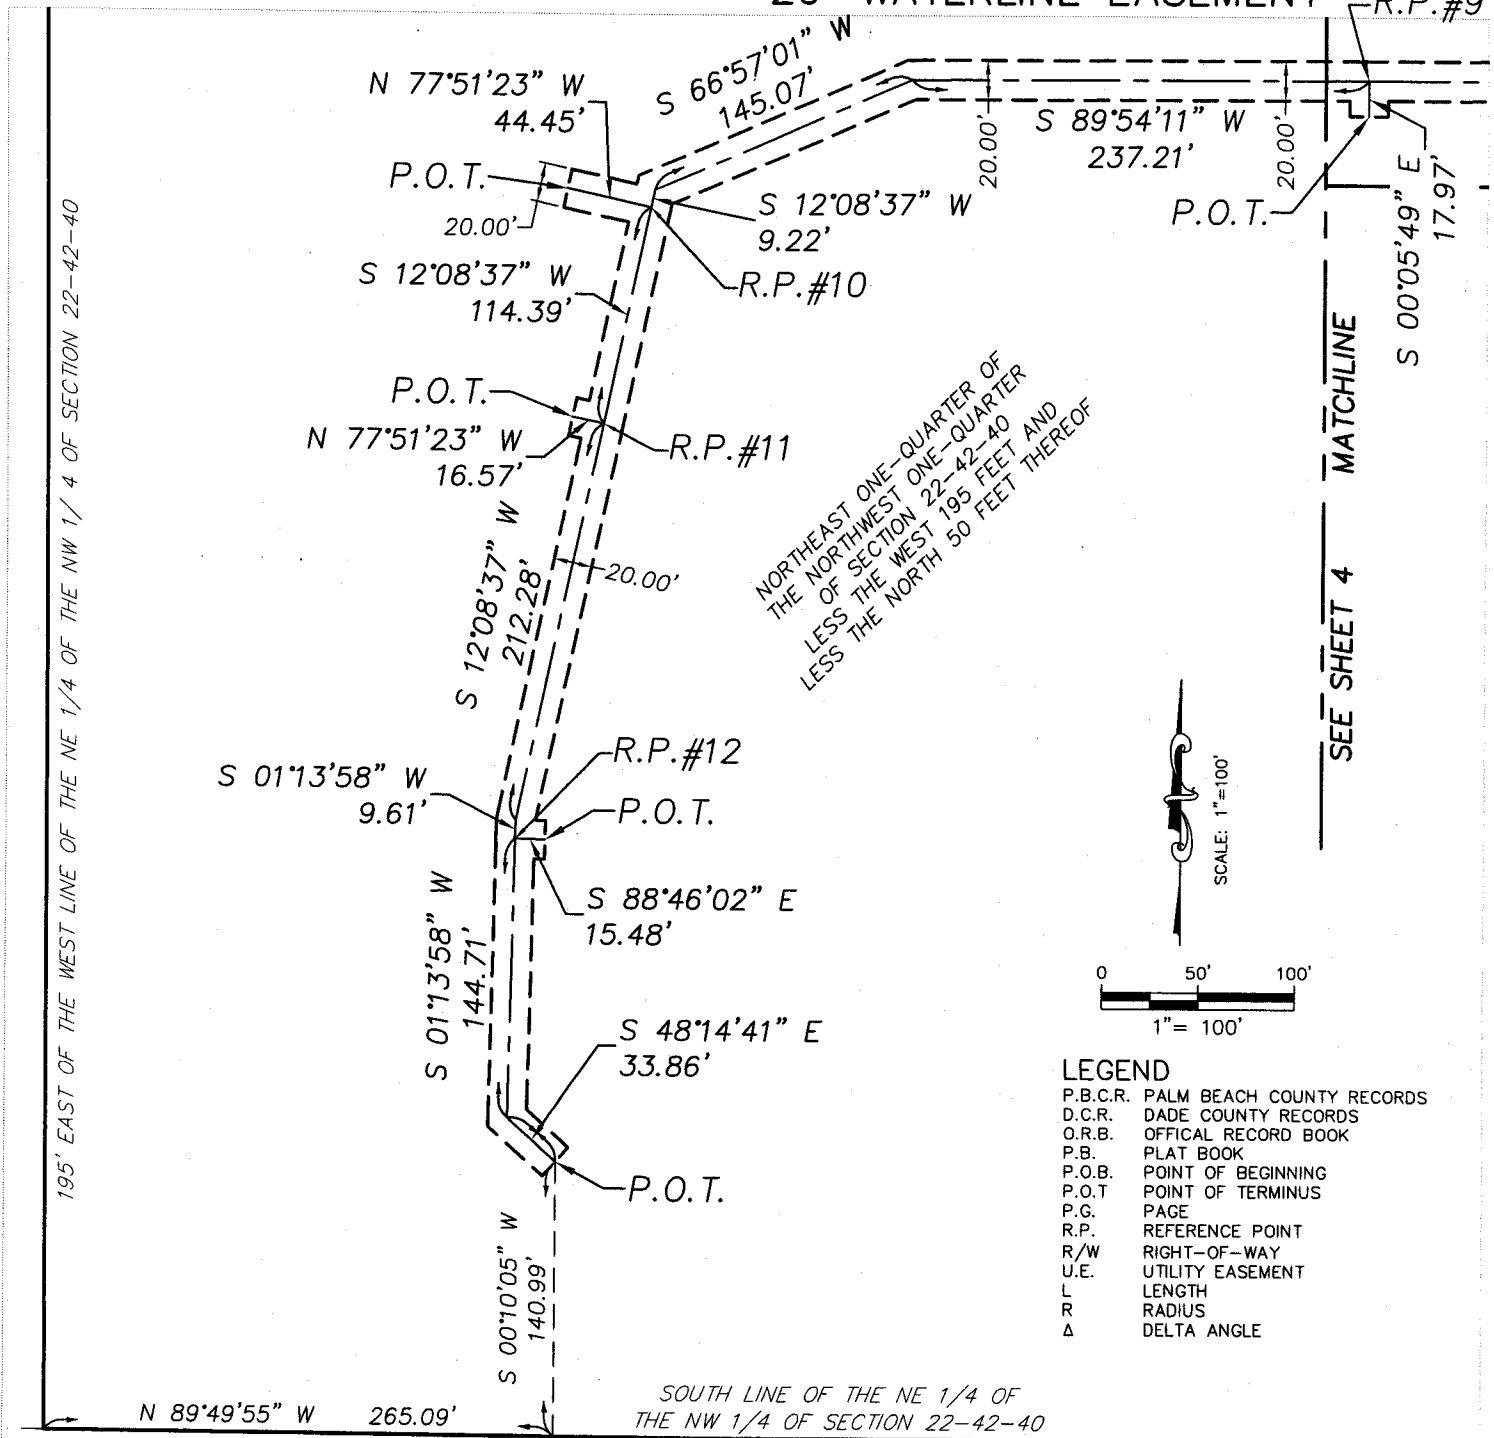 20' WATERLINE EASEMENT
R.P.#9
N 77°51'23" W
44.45'
S 66°57'01" W
145.07'
P.O.T.
20.00'
S 12°08'37" W
9.22'
R.P.#10
20.00'
S 89°54'11" W
237.21'
20.00'
P.O.T.
S 00°05'49" E
17.97'
S 12°08'37" W
114.39'
P.O.T.
N 77°51'23" W
16.57'
R.P.#11
S 12°08'37" W
212.28'
20.00'
NORTHEAST ONE-QUARTER OF
THE NORTHWEST ONE-QUARTER
OF SECTION 22-42-40
LESS THE WEST 195 FEET AND
LESS THE NORTH 50 FEET THEREOF
SEE SHEET 4 MATCHLINE
195' EAST OF THE WEST LINE OF THE NE 1/4 OF THE NW 1/4 OF SECTION 22-42-40
R.P.#12
S 01°13'58" W
9.61'
P.O.T.
S 88°46'02" E
15.48'
S 01°13'58" W
144.71'
S 48°14'41" E
33.86'
P.O.T.
S 00°10'05" W
140.99'
N 89°49'55" W 265.09'
SOUTH LINE OF THE NE 1/4 OF
THE NW 1/4 OF SECTION 22-42-40
SCALE: 1"=100'
0 50' 100'
1"= 100'
LEGEND
P.B.C.R. PALM BEACH COUNTY RECORDS
D.C.R. DADE COUNTY RECORDS
O.R.B. OFFICAL RECORD BOOK
P.B. PLAT BOOK
P.O.B. POINT OF BEGINNING
P.O.T POINT OF TERMINUS
P.G. PAGE
R.P. REFERENCE POINT
R/W RIGHT-OF-WAY
U.E. UTILITY EASEMENT
L LENGTH
R RADIUS
Δ DELTA ANGLE